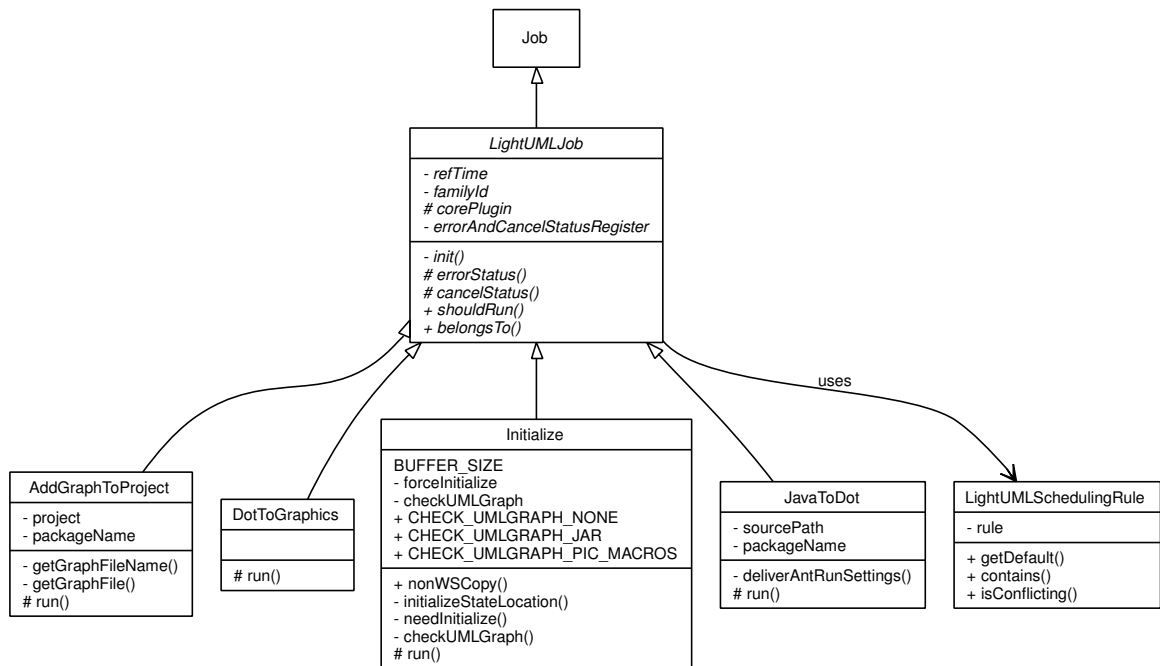 Job
LightUMLJob
- refTime
- familyId
# corePlugin
- errorAndCancelStatusRegister
- init()
# errorStatus()
# cancelStatus()
+ shouldRun()
+ belongsTo()
uses
AddGraphToProject
- project
- packageName
- getGraphFileName()
- getGraphFile()
# run()
DotToGraphics
# run()
Initialize
BUFFER_SIZE
- forceInitialize
- checkUMLGraph
+ CHECK_UMLGRAPH_NONE
+ CHECK_UMLGRAPH_JAR
+ CHECK_UMLGRAPH_PIC_MACROS
+ nonWSCopy()
- initializeStateLocation()
- needInitialize()
- checkUMLGraph()
# run()
JavaToDot
- sourcePath
- packageName
- deliverAntRunSettings()
# run()
LightUMLSchedulingRule
- rule
+ getDefault()
+ contains()
+ isConflicting()